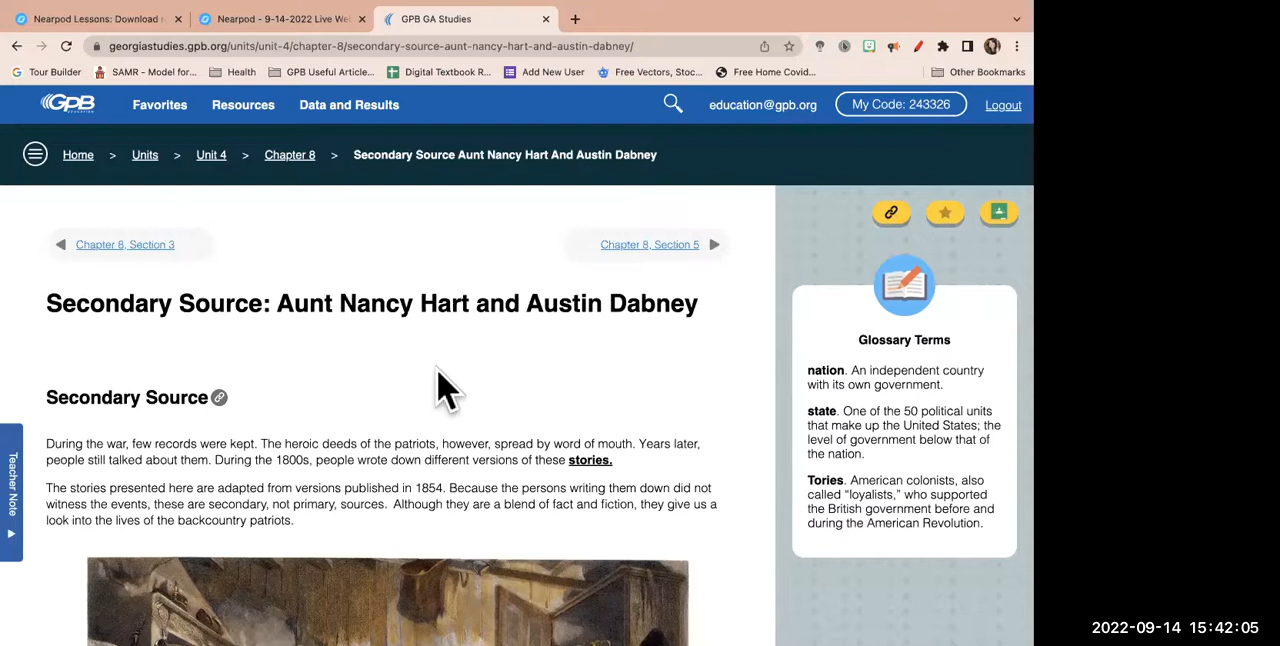 Nearpod Lessons: Download r
Nearpod - 9-14-2022 Live We
GPB GA Studies
georgiastudies.gpb.org/units/unit-4/chapter-8/secondary-source-aunt-nancy-hart-and-austin-dabney/
Tour Builder
SAMR - Model for...
Health
GPB Useful Article...
Digital Textbook R...
Add New User
Free Vectors, Stoc...
Free Home Covid...
Other Bookmarks
GPB
EDUCATION
Favorites
Resources
Data and Results
education@gpb.org
My Code: 243326
Logout
Home > Units > Unit 4 > Chapter 8 > Secondary Source Aunt Nancy Hart And Austin Dabney
Chapter 8, Section 3
Chapter 8, Section 5
Secondary Source: Aunt Nancy Hart and Austin Dabney
Secondary Source
During the war, few records were kept. The heroic deeds of the patriots, however, spread by word of mouth. Years later,
people still talked about them. During the 1800s, people wrote down different versions of these stories.
The stories presented here are adapted from versions published in 1854. Because the persons writing them down did not
witness the events, these are secondary, not primary, sources. Although they are a blend of fact and fiction, they give us a
look into the lives of the backcountry patriots.
Teacher Note
Glossary Terms
nation. An independent country
with its own government.
state. One of the 50 political units
that make up the United States; the
level of government below that of
the nation.
Tories. American colonists, also
called “loyalists,” who supported
the British government before and
during the American Revolution.
2022-09-14 15:42:05